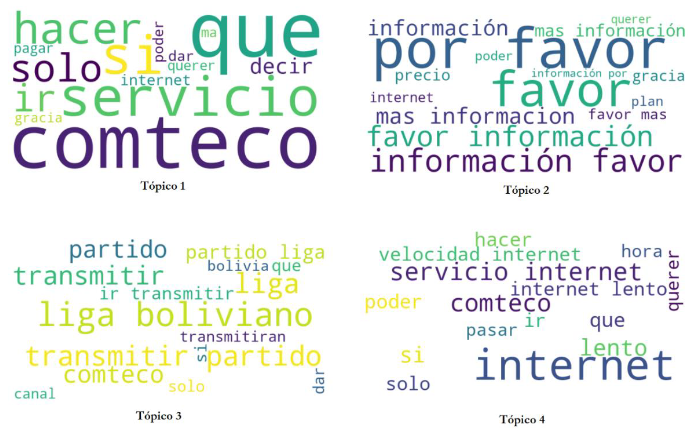 hacer
que
pagar
si
poder
ma
solo
dar
querer
decir
internet
ir
servicio
gracia
comteco
Tópico 1
información
querer
mas información
por favor
poder
precio
favor
información por
gracia
internet
plan
mas informacion
favor mas
favor información
información favor
Tópico 2
partido
partido liga
bolivia
que
transmitir
liga
ir transmitir
liga boliviano
transmitiran
si
transmitir partido
comteco
solo
dar
canal
Tópico 3
hacer
velocidad internet
hora
servicio internet
querer
internet lento
poder
comteco
ir
que
pasar
lento
si
internet
solo
Tópico 4